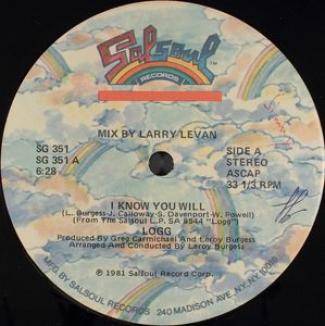 Salsoul
RECORDS
MIX BY LARRY LEVAN
SG 351
SG 351 A
6:28
SIDE A
STEREO
ASCAP
33 1/3 RPM
I KNOW YOU WILL
(L. Burgess-J. Calloway-S. Davenport-W. Powell)
(From The Salsoul L.P. SA 8544 "Logg")
LOGG
Produced By Greg Carmichael and Leroy Burgess
Arranged And Conducted by Leroy Burgess
℗ ©1981 Salsoul Record Corp.
MFG. BY SALSOUL RECORDS 240 MADISON AVE., NY, NY 10016